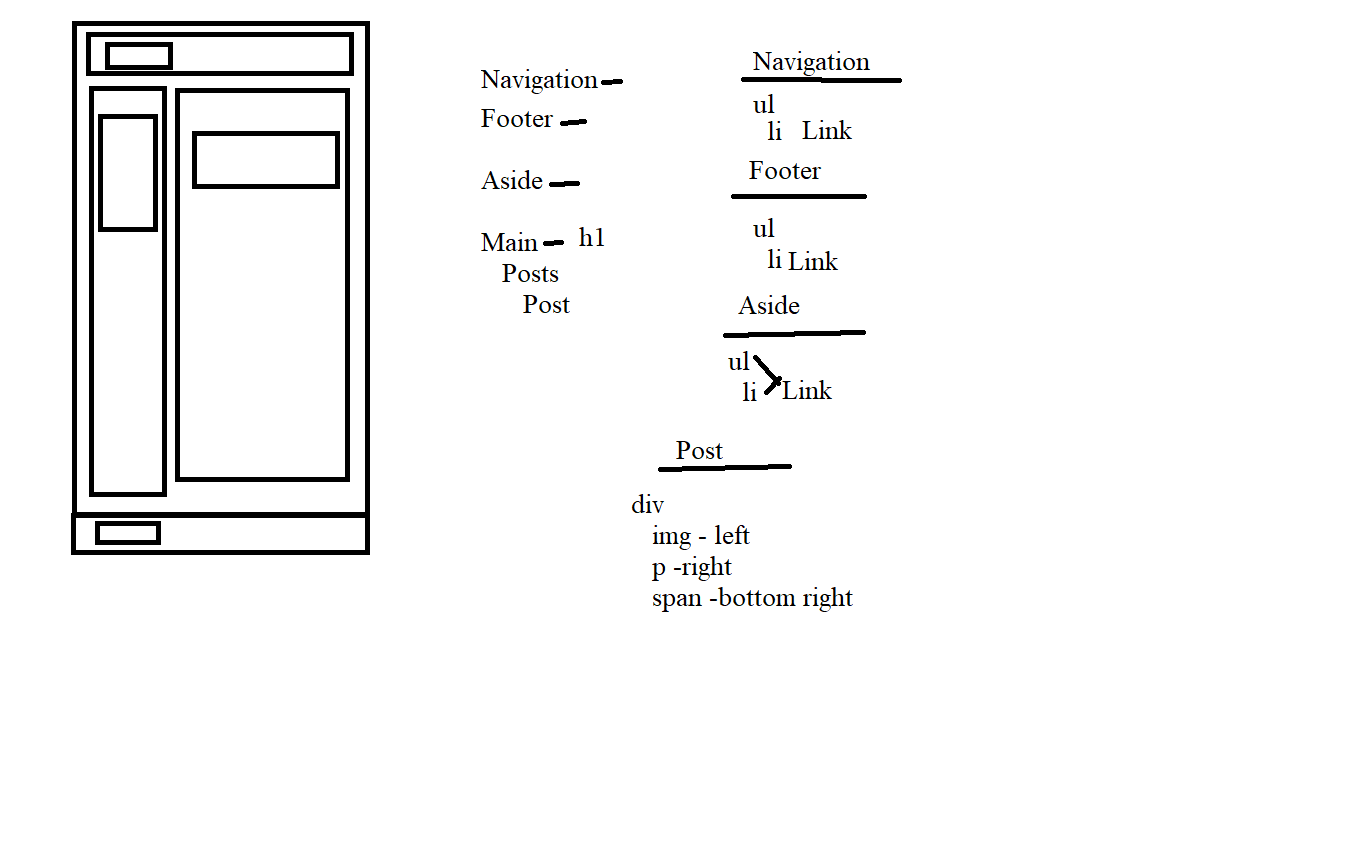 Navigation
Footer
Aside
Main h1
Posts
Post
Navigation
ul
li Link
Footer
ul
li Link
Aside
ul
li Link
Post
div
img - left
p -right
span -bottom right